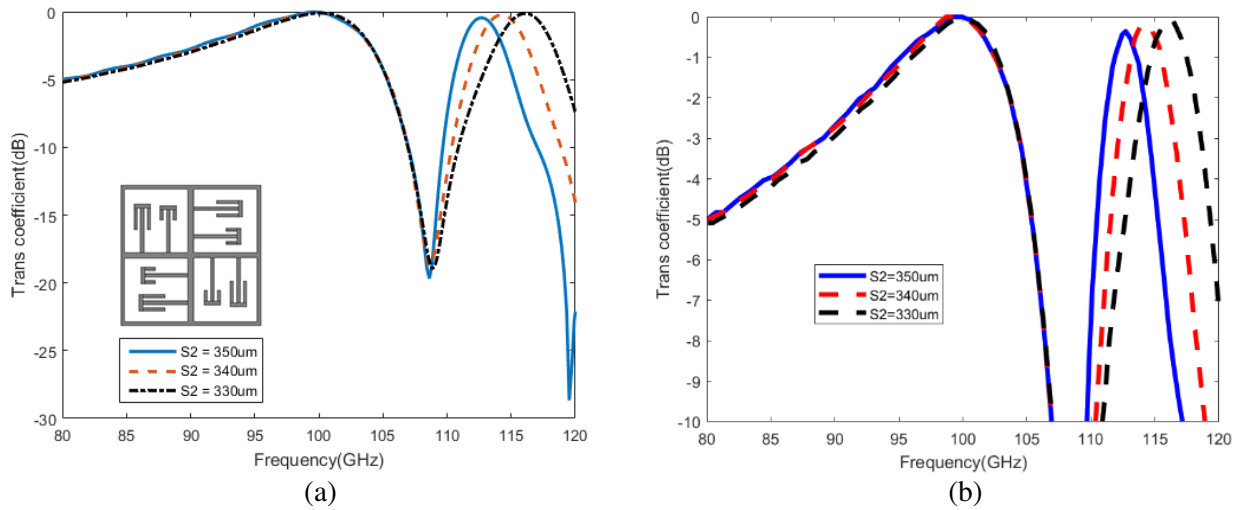 0
-5
-10
-15
-20
-25
-30
Trans coefficient(dB)
S2 = 350um
S2 = 340um
S2 = 330um
80 85 90 95 100 105 110 115 120
Frequency(GHz)
(a)
0
-1
-2
-3
-4
-5
-6
-7
-8
-9
-10
Trans coefficient(dB)
S2=350um
S2=340um
S2=330um
80 85 90 95 100 105 110 115 120
Frequency(GHz)
(b)